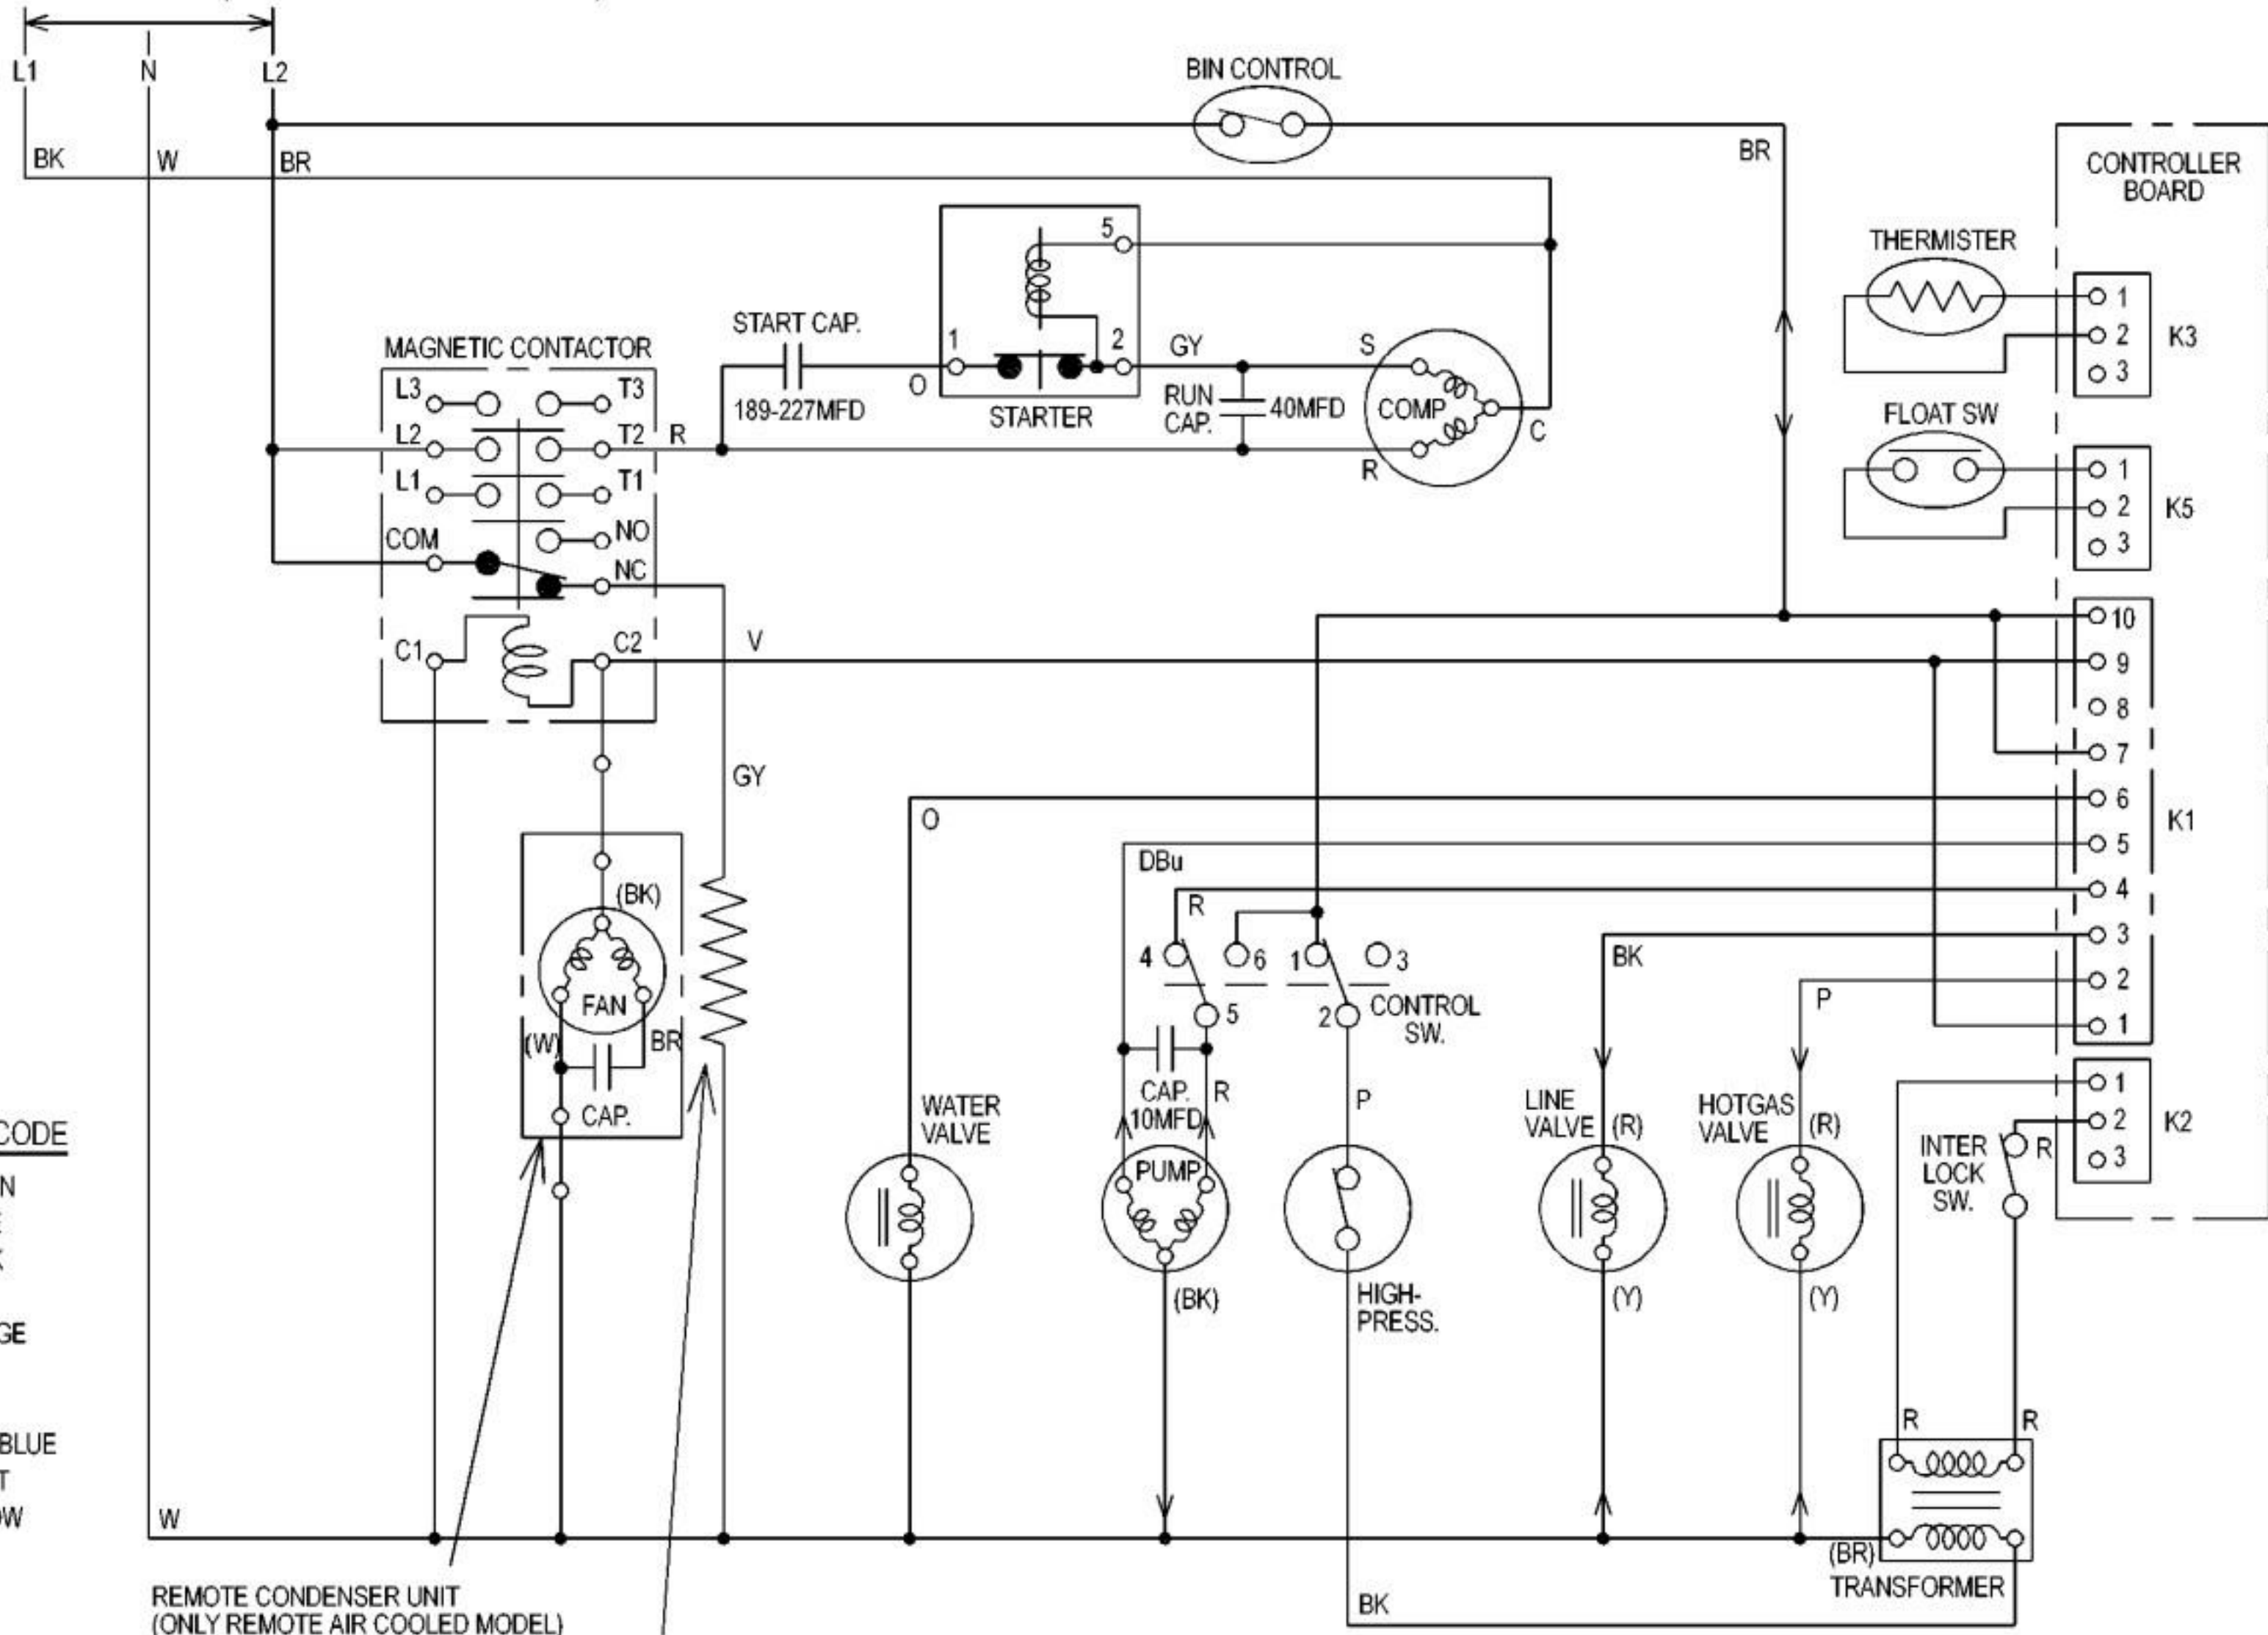 L1
N
L2
BK
W
BR
BIN CONTROL
BR
CONTROLLER
BOARD
THERMISTER
1
2
3
K3
FLOAT SW
1
2
3
K5
MAGNETIC CONTACTOR
L3
T3
L2
T2
R
L1
T1
COM
NO
NC
C1
C2
V
START CAP.
189-227MFD
O
1
5
2
STARTER
GY
RUN
CAP.
40MFD
S
COMP
R
C
10
9
8
7
6
5
4
3
2
1
K1
GY
O
DBu
R
4
6
1
3
5
2
CONTROL
SW.
BK
P
(BK)
FAN
(W)
BR
CAP.
WATER
VALVE
CAP.
10MFD
R
PUMP
(BK)
P
HIGH-
PRESS.
LINE
VALVE
(R)
(Y)
HOTGAS
VALVE
(R)
(Y)
1
2
3
K2
INTER
LOCK
SW.
R
R
R
(BR)
TRANSFORMER
BK
CODE
BLUE
W
REMOTE CONDENSER UNIT
(ONLY REMOTE AIR COOLED MODEL)